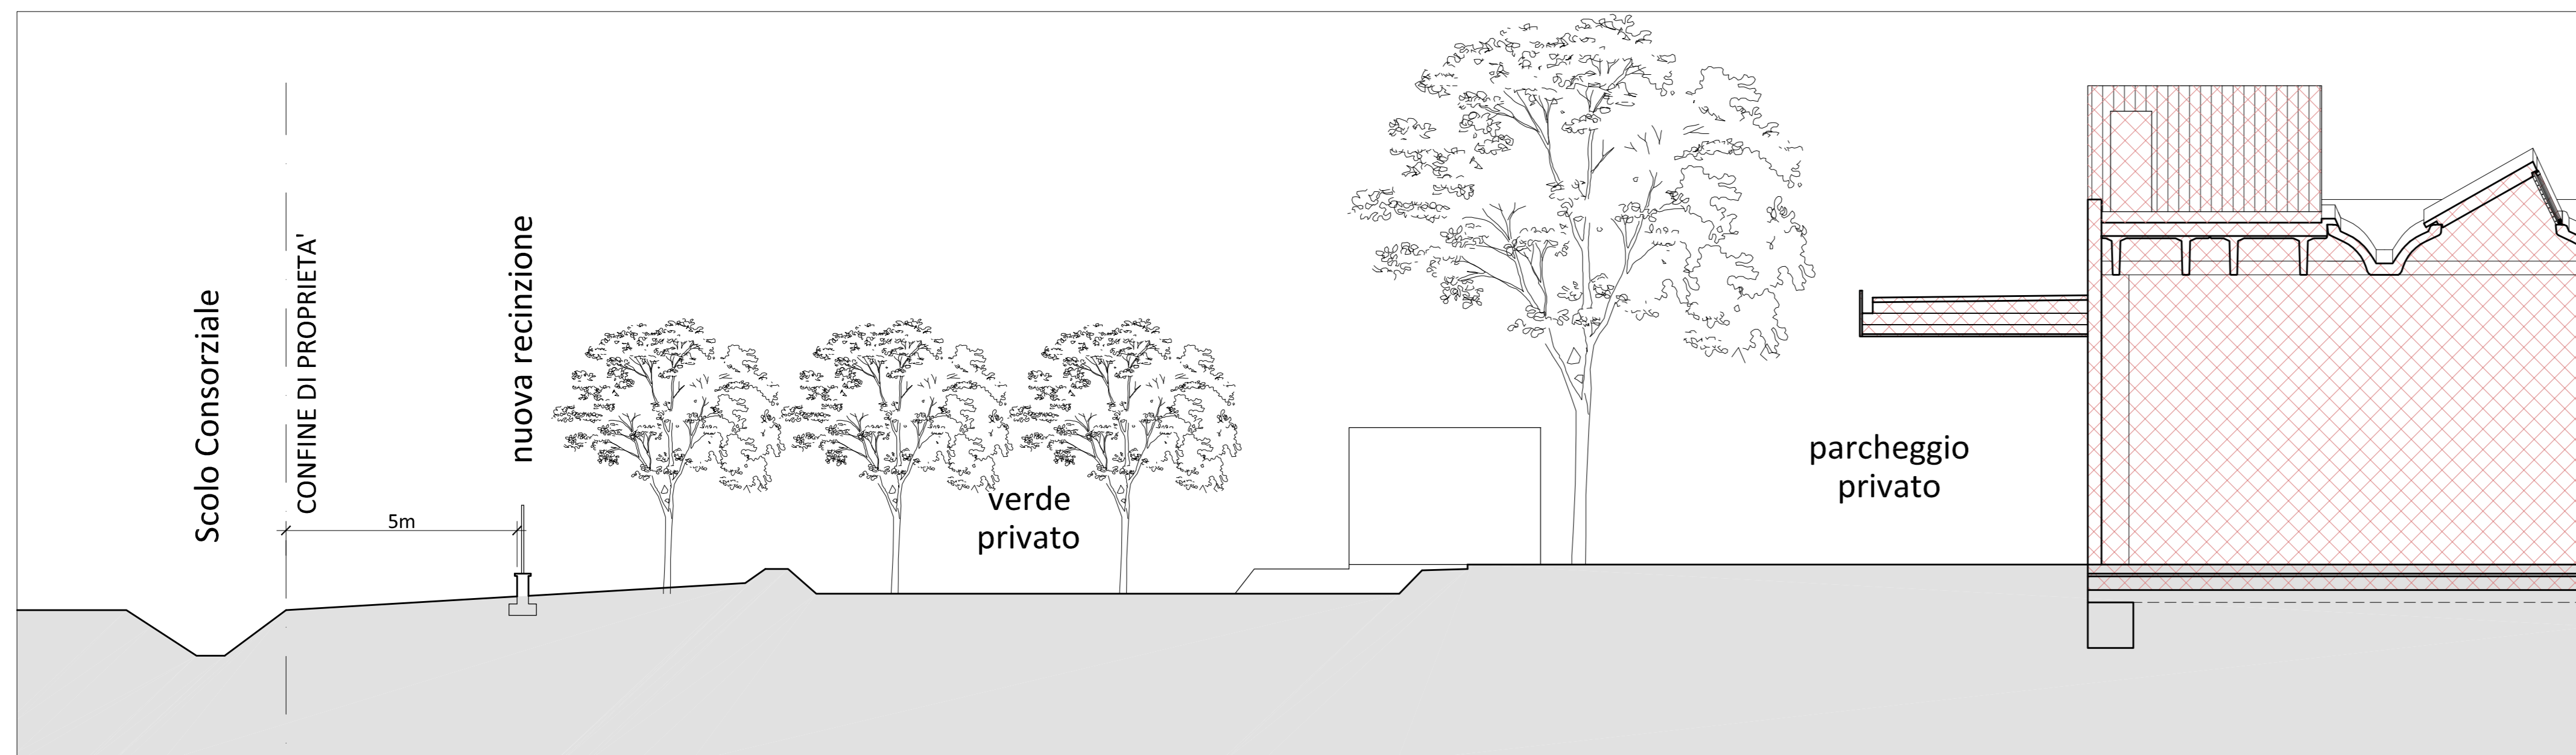 Scolo Consorziale
CONFINE DI PROPRIETA'
5m
nuova recinzione
verde
privato
parcheggio
privato